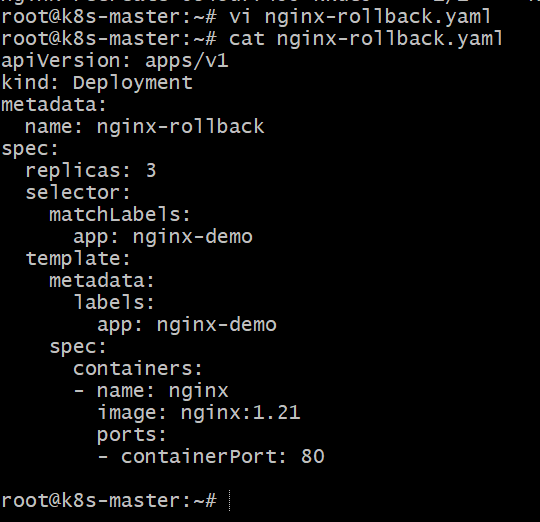 root@k8s-master:~# vi nginx-rollback.yaml
root@k8s-master:~# cat nginx-rollback.yaml
apiVersion: apps/v1
kind: Deployment
metadata:
  name: nginx-rollback
spec:
  replicas: 3
  selector:
    matchLabels:
      app: nginx-demo
  template:
    metadata:
      labels:
        app: nginx-demo
    spec:
      containers:
      - name: nginx
        image: nginx:1.21
        ports:
        - containerPort: 80
root@k8s-master:~#